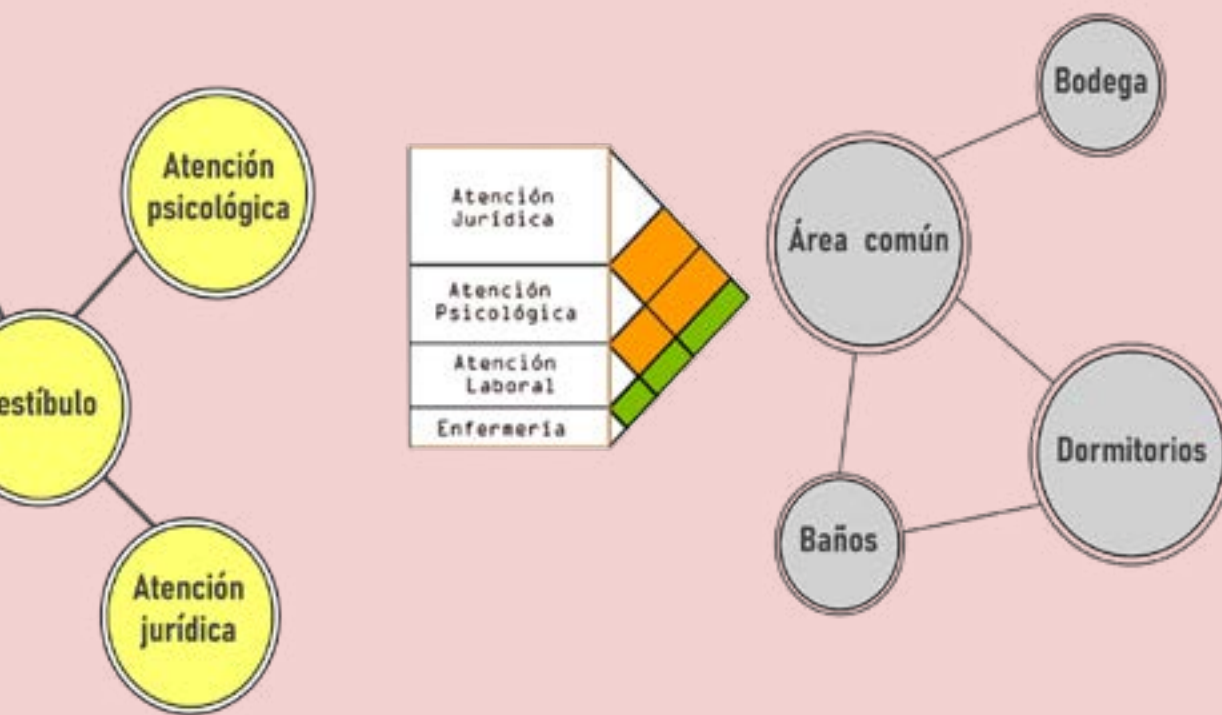 Atención
psicológica
estíbulo
Atención
jurídica
Atención
Jurídica
Atención
Psicológica
Atención
Laboral
Enfermería
Bodega
Área común
Dormitorios
Baños